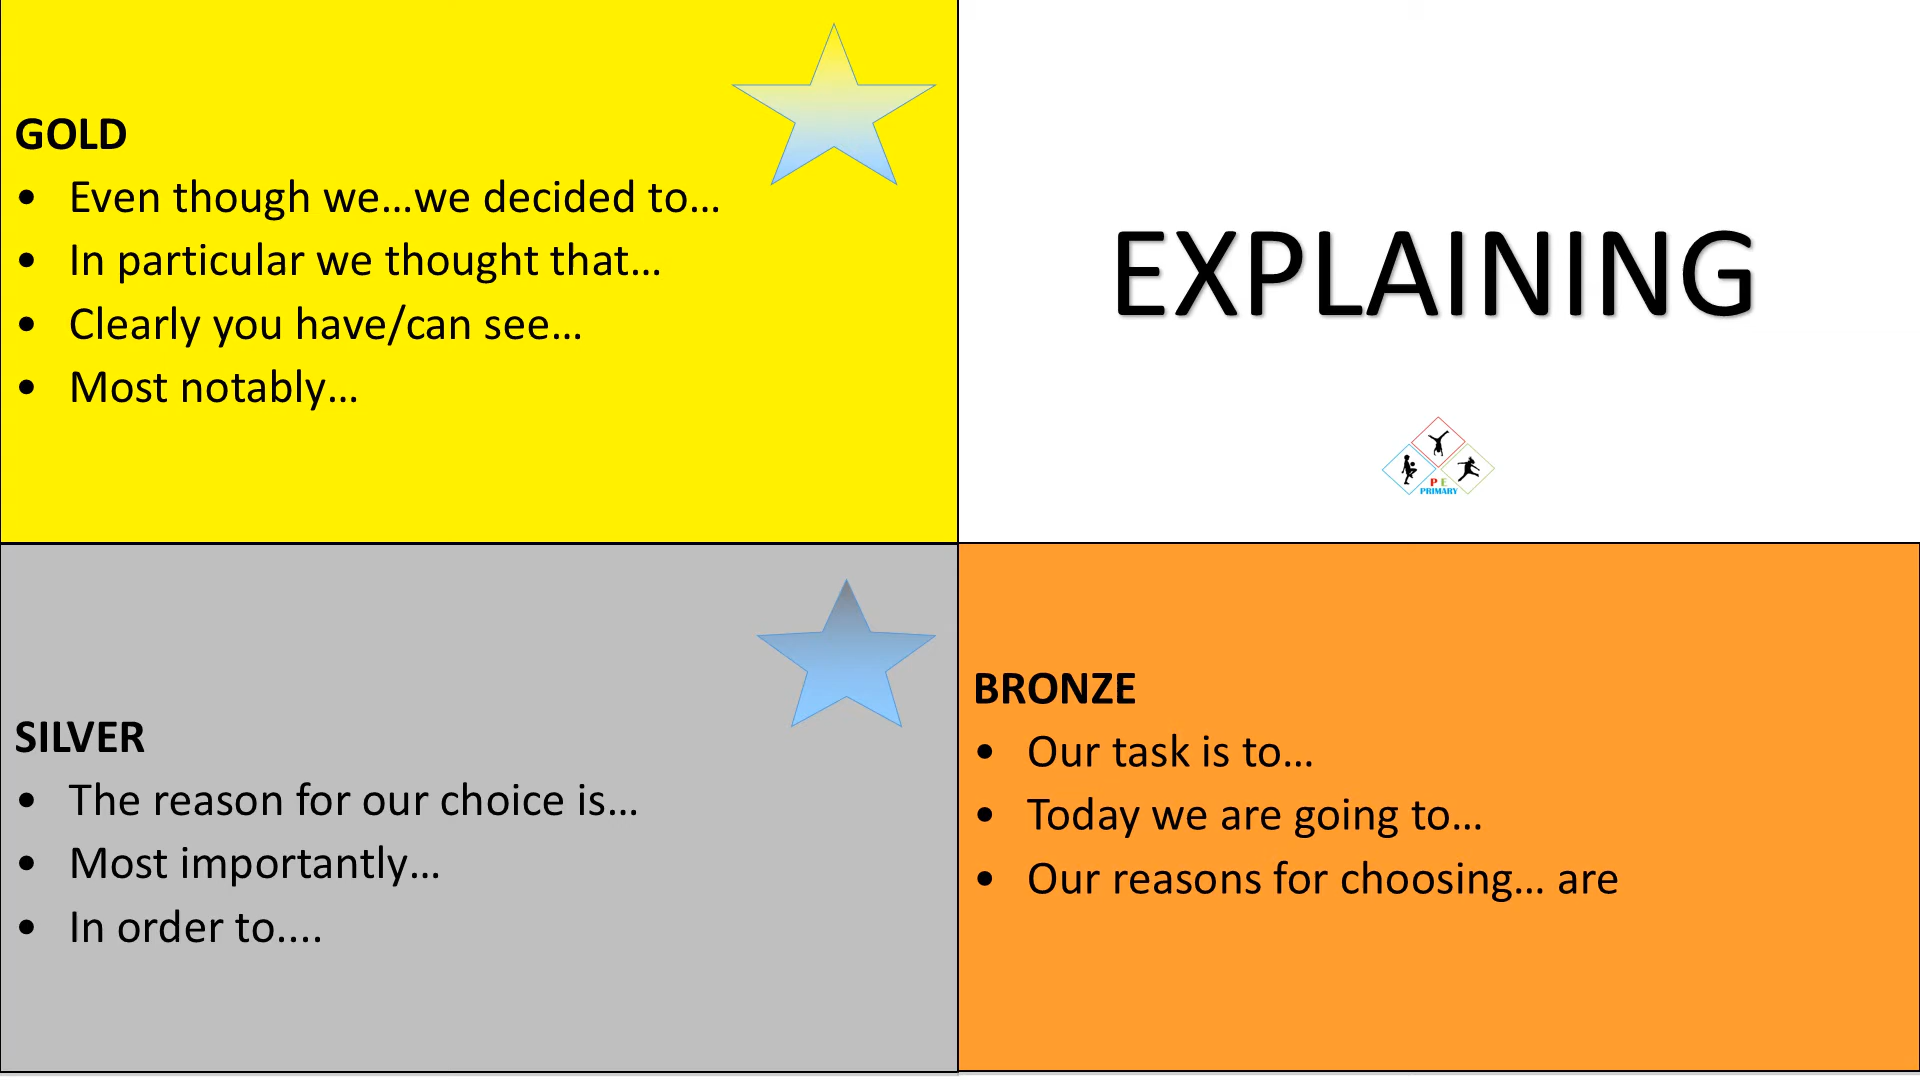 GOLD
• Even though we…we decided to…
• In particular we thought that…
• Clearly you have/can see…
• Most notably…
EXPLAINING
P E
PRIMARY
SILVER
• The reason for our choice is…
• Most importantly…
• In order to....
BRONZE
• Our task is to…
• Today we are going to…
• Our reasons for choosing… are